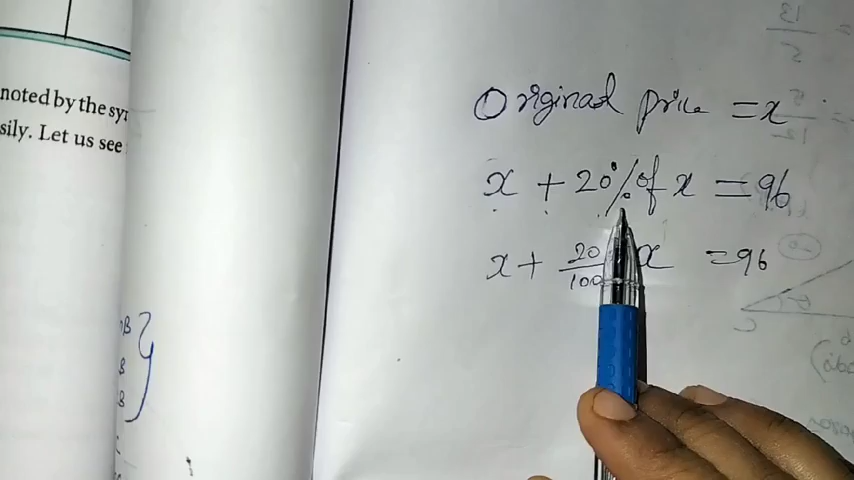 noted by the sy
sily. Let us see
Original price = x
x + 20% of x = 96
x + 20/100 x = 96